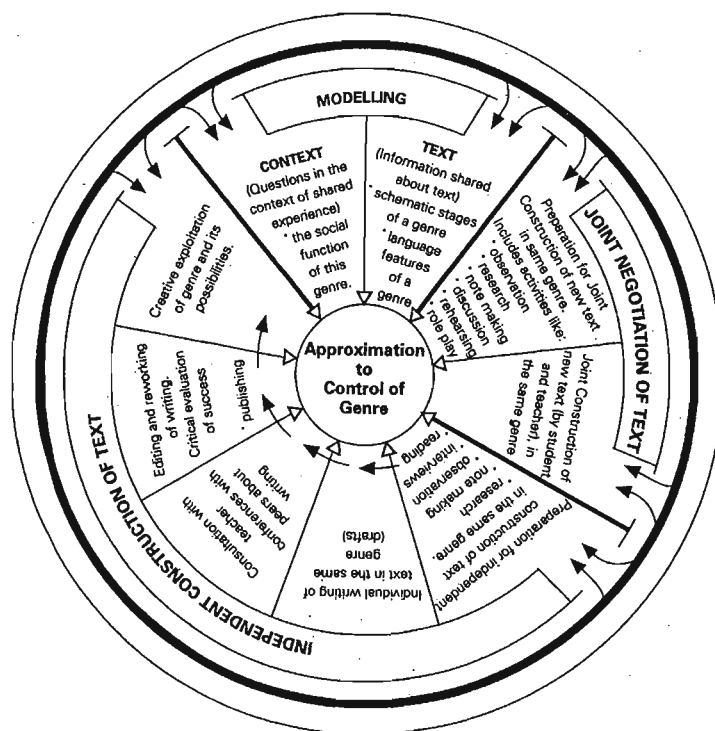 MODELLING
CONTEXT
(Questions in the
context of shared
experience)
• the social
function
of this
genre.
TEXT
(Information shared
about text)
• schematic stages
of a genre
• language
features
of a
genre
JOINT NEGOTIATION OF TEXT
Preparation for Joint
Construction of new text
in same genre.
Includes activities like:
• observation
• research
• note making
• discussion
• rehearsing
• role play
Joint Construction of
new text (by student
and teacher), in
the same genre
INDEPENDENT CONSTRUCTION OF TEXT
Preparation for independent
construction of text
in the same genre.
• research
• note making
• observation
• interviews
reading
Individual writing of
text in the same
genre
(drafts)
Consultation with
teacher
conferences with
peers about
writing
Editing and reworking
of writing.
Critical evaluation
of success
• publishing
Creative exploitation
of genre and its
possibilities.
Approximation
to
Control of
Genre